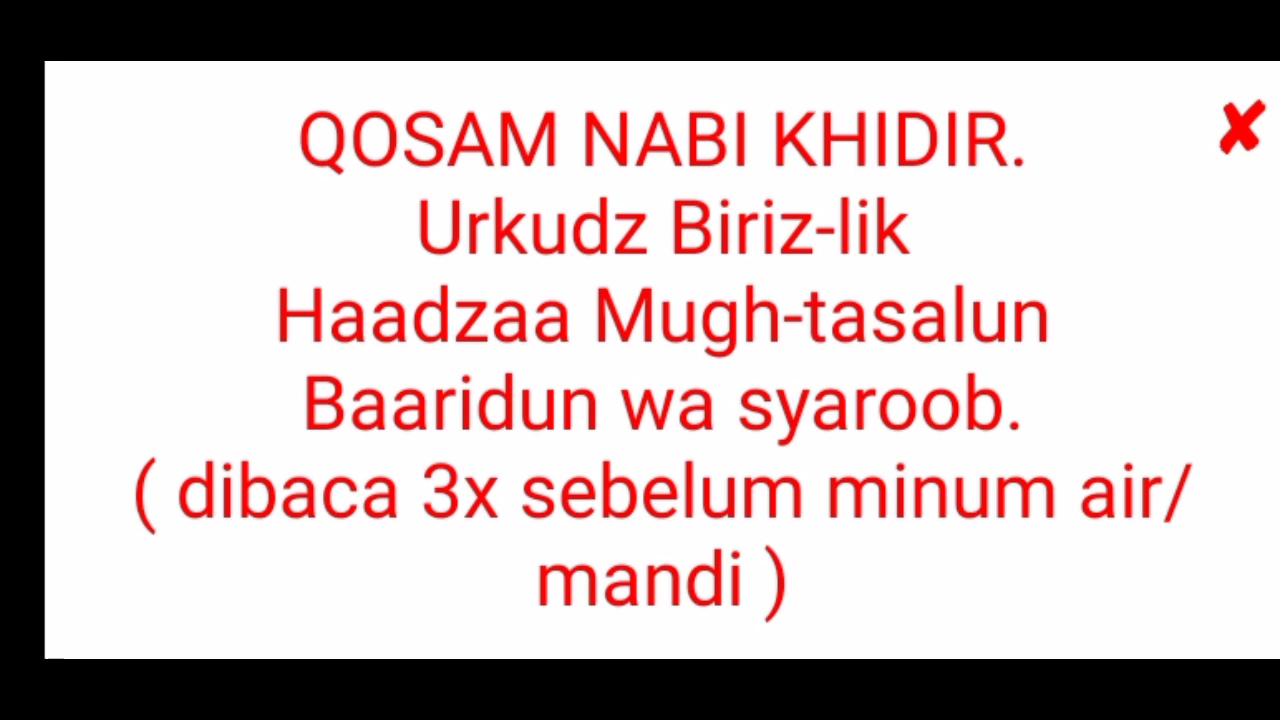 QOSAM NABI KHIDIR.
Urkudz Biriz-lik
Haadzaa Mugh-tasalun
Baaridun wa syaroob.
( dibaca 3x sebelum minum air/
mandi )